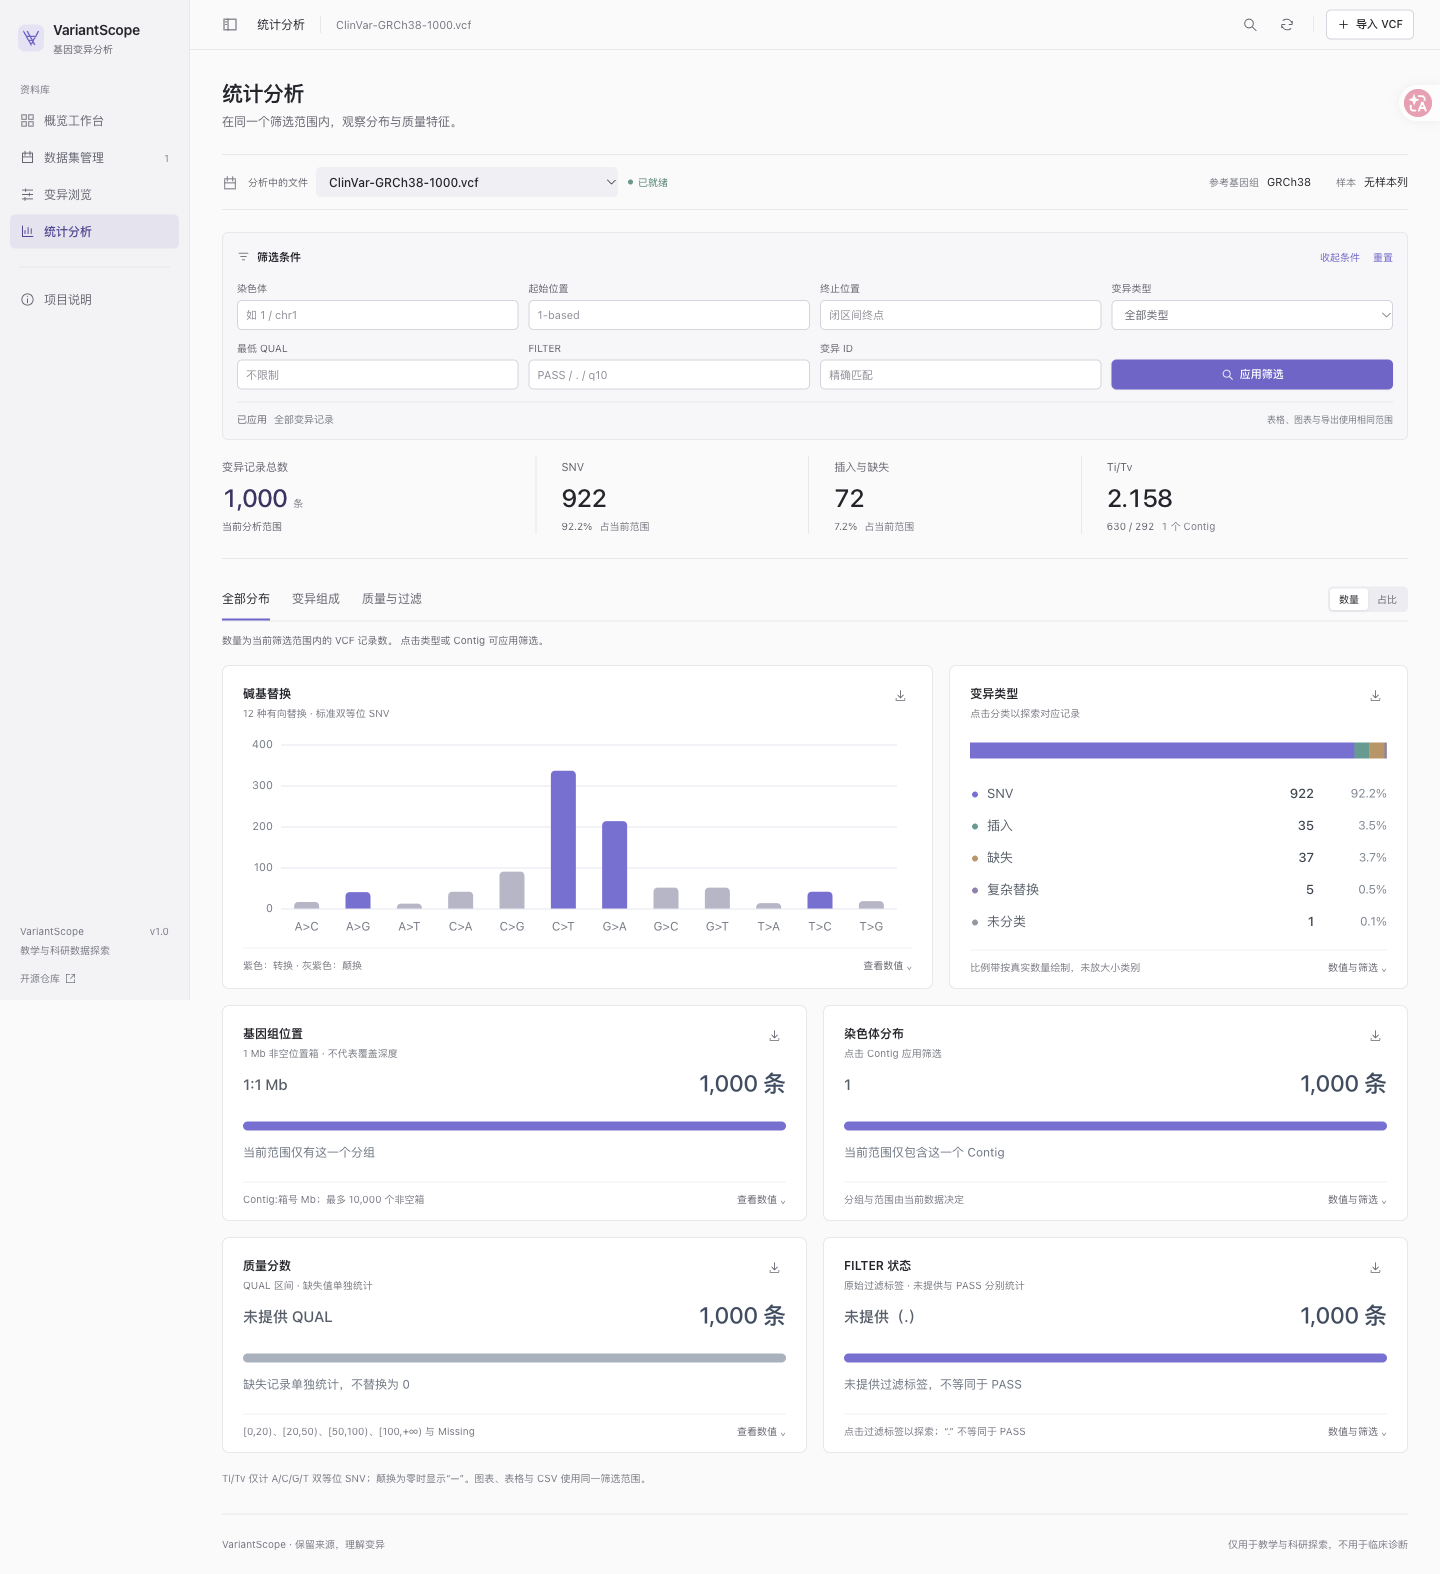 VariantScope
基因变异分析
资料库
概览工作台
数据集管理 1
变异浏览
统计分析
项目说明
VariantScope v1.0
教学与科研数据探索
开源仓库
统计分析 ClinVar-GRCh38-1000.vcf
导入 VCF
统计分析
在同一个筛选范围内，观察分布与质量特征。
分析中的文件 ClinVar-GRCh38-1000.vcf 已就绪 参考基因组 GRCh38 样本 无样本列
筛选条件 收起条件 重置
染色体 起始位置 终止位置 变异类型
如 1 / chr1 1-based 闭区间终点 全部类型
最低 QUAL FILTER 变异 ID
不限制 PASS / . / q10 精确匹配 应用筛选
已应用 全部变异记录 表格、图表与导出使用相同范围
变异记录总数 SNV 插入与缺失 Ti/Tv
1,000 条 922 72 2.158
当前分析范围 92.2% 占当前范围 7.2% 占当前范围 630 / 292 1 个 Contig
全部分布 变异组成 质量与过滤 数量 占比
数量为当前筛选范围内的 VCF 记录数。 点击类型或 Contig 可应用筛选。
碱基替换
12 种有向替换 · 标准双等位 SNV
400
300
200
100
0
A>C A>G A>T C>A C>G C>T G>A G>C G>T T>A T>C T>G
紫色：转换 · 灰紫色：颠换 查看数值
变异类型
点击分类以探索对应记录
SNV 922 92.2%
插入 35 3.5%
缺失 37 3.7%
复杂替换 5 0.5%
未分类 1 0.1%
比例带按真实数量绘制，未放大小类别 数值与筛选
基因组位置
1 Mb 非空位置箱 · 不代表覆盖深度
1:1 Mb 1,000 条
当前范围仅有这一个分组
Contig:箱号 Mb；最多 10,000 个非空箱 查看数值
染色体分布
点击 Contig 应用筛选
1 1,000 条
当前范围仅包含这一个 Contig
分组与范围由当前数据决定 数值与筛选
质量分数
QUAL 区间 · 缺失值单独统计
未提供 QUAL 1,000 条
缺失记录单独统计，不替换为 0
[0,20)、[20,50)、[50,100)、[100,+∞) 与 Missing 查看数值
FILTER 状态
原始过滤标签 · 未提供与 PASS 分别统计
未提供（.） 1,000 条
未提供过滤标签，不等同于 PASS
点击过滤标签以探索；“.” 不等同于 PASS 数值与筛选
Ti/Tv 仅计 A/C/G/T 双等位 SNV；颠换为零时显示“—”。图表、表格与 CSV 使用同一筛选范围。
VariantScope · 保留来源，理解变异 仅用于教学与科研探索，不用于临床诊断